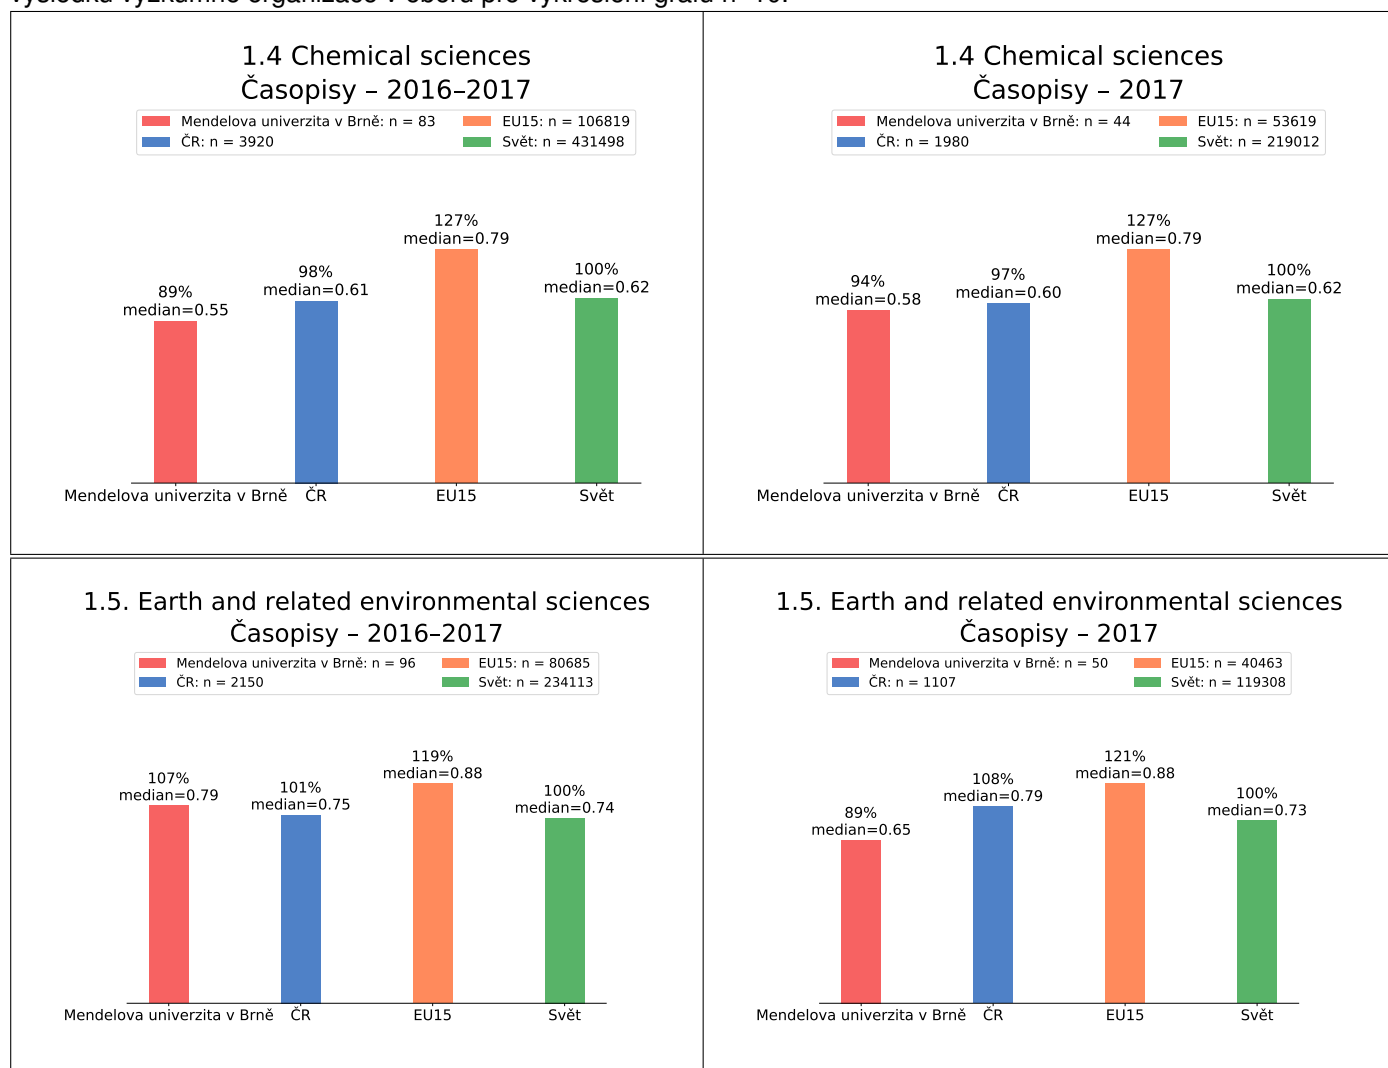 1.4 Chemical sciences
Časopisy – 2016–2017
Mendelova univerzita v Brně: n = 83
EU15: n = 106819
ČR: n = 3920
Svět: n = 431498
89%
median=0.55
98%
median=0.61
127%
median=0.79
100%
median=0.62
Mendelova univerzita v Brně
ČR
EU15
Svět
1.4 Chemical sciences
Časopisy – 2017
Mendelova univerzita v Brně: n = 44
EU15: n = 53619
ČR: n = 1980
Svět: n = 219012
94%
median=0.58
97%
median=0.60
127%
median=0.79
100%
median=0.62
Mendelova univerzita v Brně
ČR
EU15
Svět
1.5. Earth and related environmental sciences
Časopisy – 2016–2017
Mendelova univerzita v Brně: n = 96
EU15: n = 80685
ČR: n = 2150
Svět: n = 234113
107%
median=0.79
101%
median=0.75
119%
median=0.88
100%
median=0.74
Mendelova univerzita v Brně
ČR
EU15
Svět
1.5. Earth and related environmental sciences
Časopisy – 2017
Mendelova univerzita v Brně: n = 50
EU15: n = 40463
ČR: n = 1107
Svět: n = 119308
89%
median=0.65
108%
median=0.79
121%
median=0.88
100%
median=0.73
Mendelova univerzita v Brně
ČR
EU15
Svět